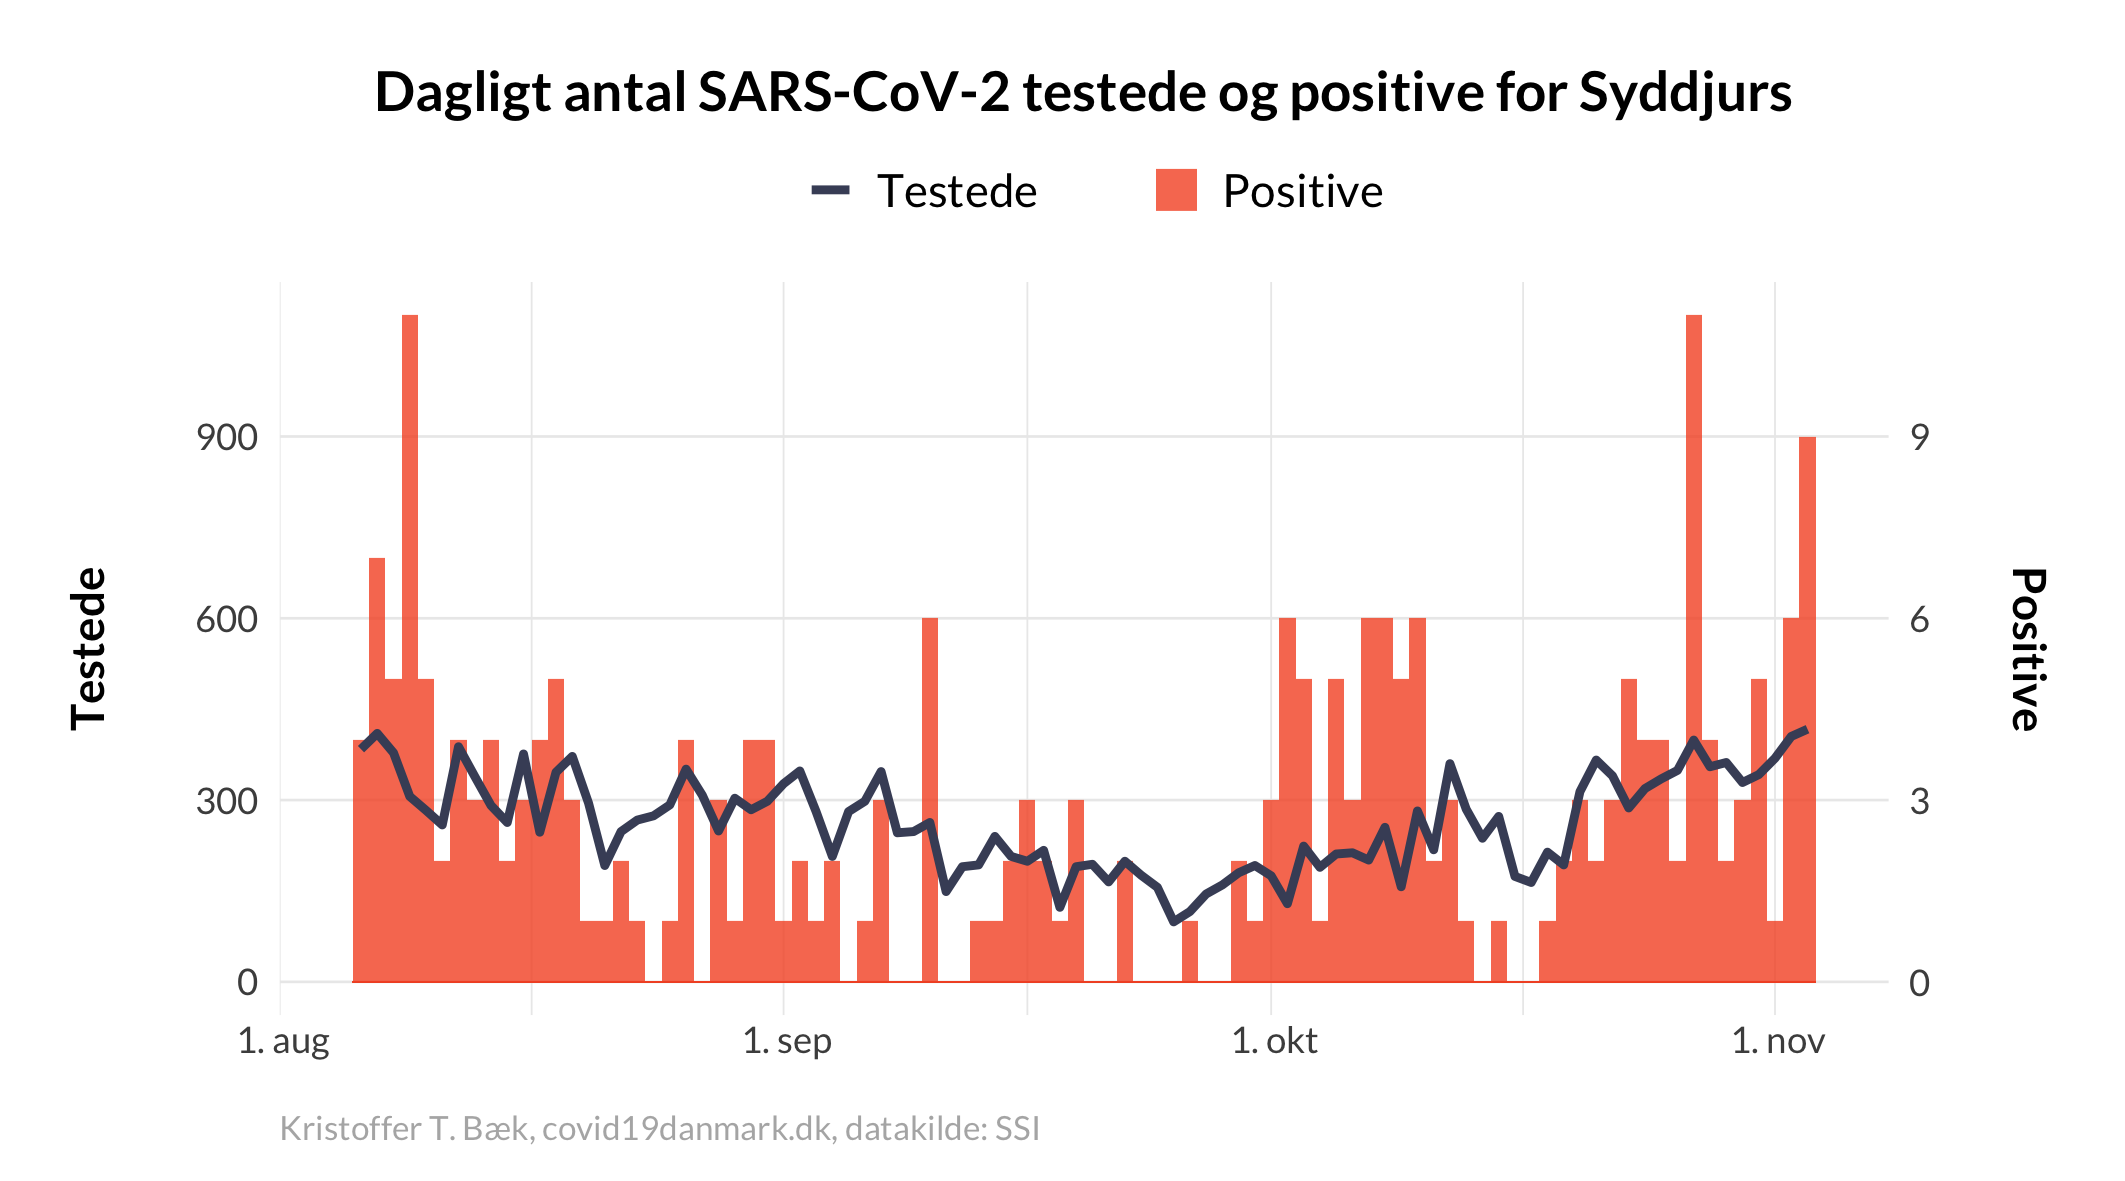 Dagligt antal SARS-CoV-2 testede og positive for Syddjurs
Testede
Positive
900
600
300
0
Testede
9
6
3
0
Positive
1. aug
1. sep
1. okt
1. nov
Kristoffer T. Bæk, covid19danmark.dk, datakilde: SSI